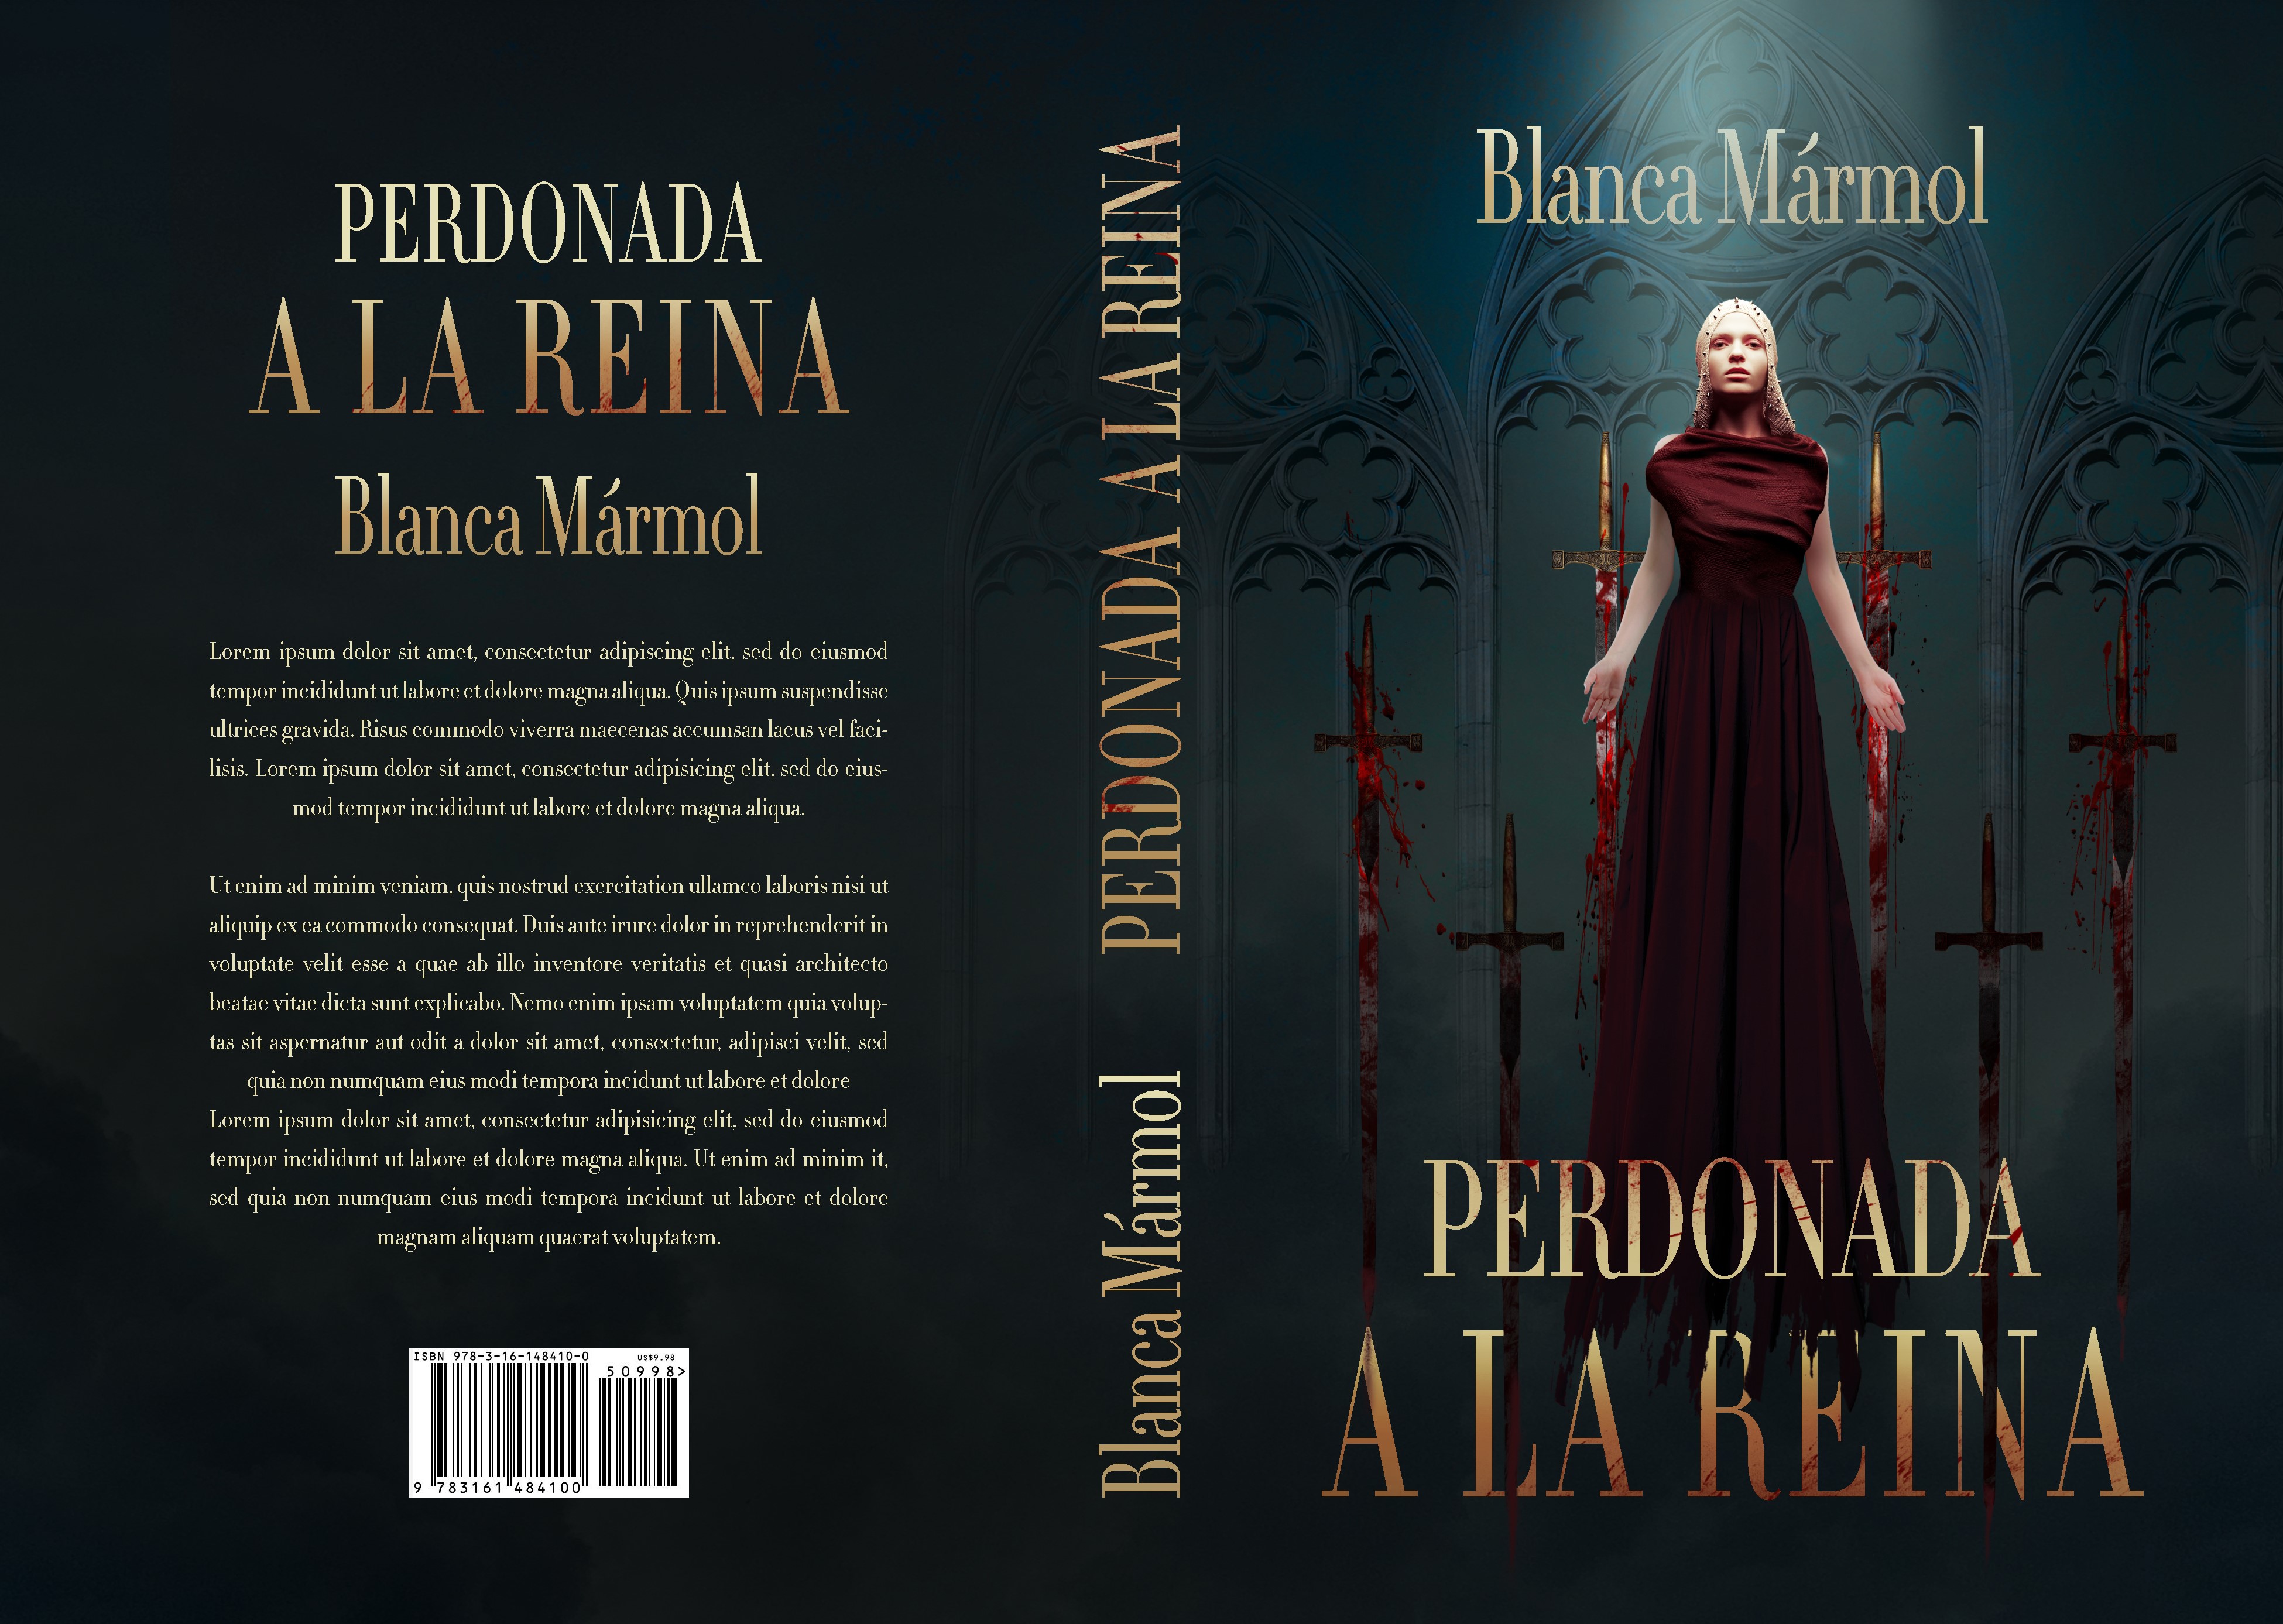 PERDONADA
A LA REINA
Blanca Mármol
Lorem ipsum dolor sit amet, consectetur adipiscing elit, sed do eiusmod
tempor incididunt ut labore et dolore magna aliqua. Quis ipsum suspendisse
ultrices gravida. Risus commodo viverra maecenas accumsan lacus vel faci-
lisis. Lorem ipsum dolor sit amet, consectetur adipisicing elit, sed do eius-
mod tempor incididunt ut labore et dolore magna aliqua.
Ut enim ad minim veniam, quis nostrud exercitation ullamco laboris nisi ut
aliquip ex ea commodo consequat. Duis aute irure dolor in reprehenderit in
voluptate velit esse a quae ab illo inventore veritatis et quasi architecto
beatae vitae dicta sunt explicabo. Nemo enim ipsam voluptatem quia volup-
tas sit aspernatur aut odit a dolor sit amet, consectetur, adipisci velit, sed
quia non numquam eius modi tempora incidunt ut labore et dolore
Lorem ipsum dolor sit amet, consectetur adipisicing elit, sed do eiusmod
tempor incididunt ut labore et dolore magna aliqua. Ut enim ad minim it,
sed quia non numquam eius modi tempora incidunt ut labore et dolore
magnam aliquam quaerat voluptatem.
ISBN 978-3-16-148410-0
US$9.98
50998>
9 783161 484100
Blanca Mármol PERDONADA A LA REINA
Blanca Mármol
PERDONADA
A LA REINA